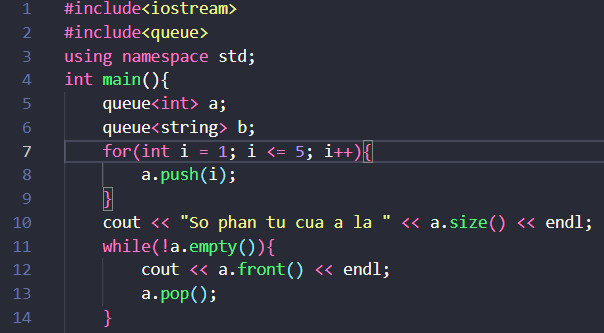 1 #include<iostream>
2 #include<queue>
3 using namespace std;
4 int main(){
5 queue<int> a;
6 queue<string> b;
7 for(int i = 1; i <= 5; i++){
8 a.push(i);
9 }
10 cout << "So phan tu cua a la " << a.size() << endl;
11 while(!a.empty()){
12 cout << a.front() << endl;
13 a.pop();
14 }